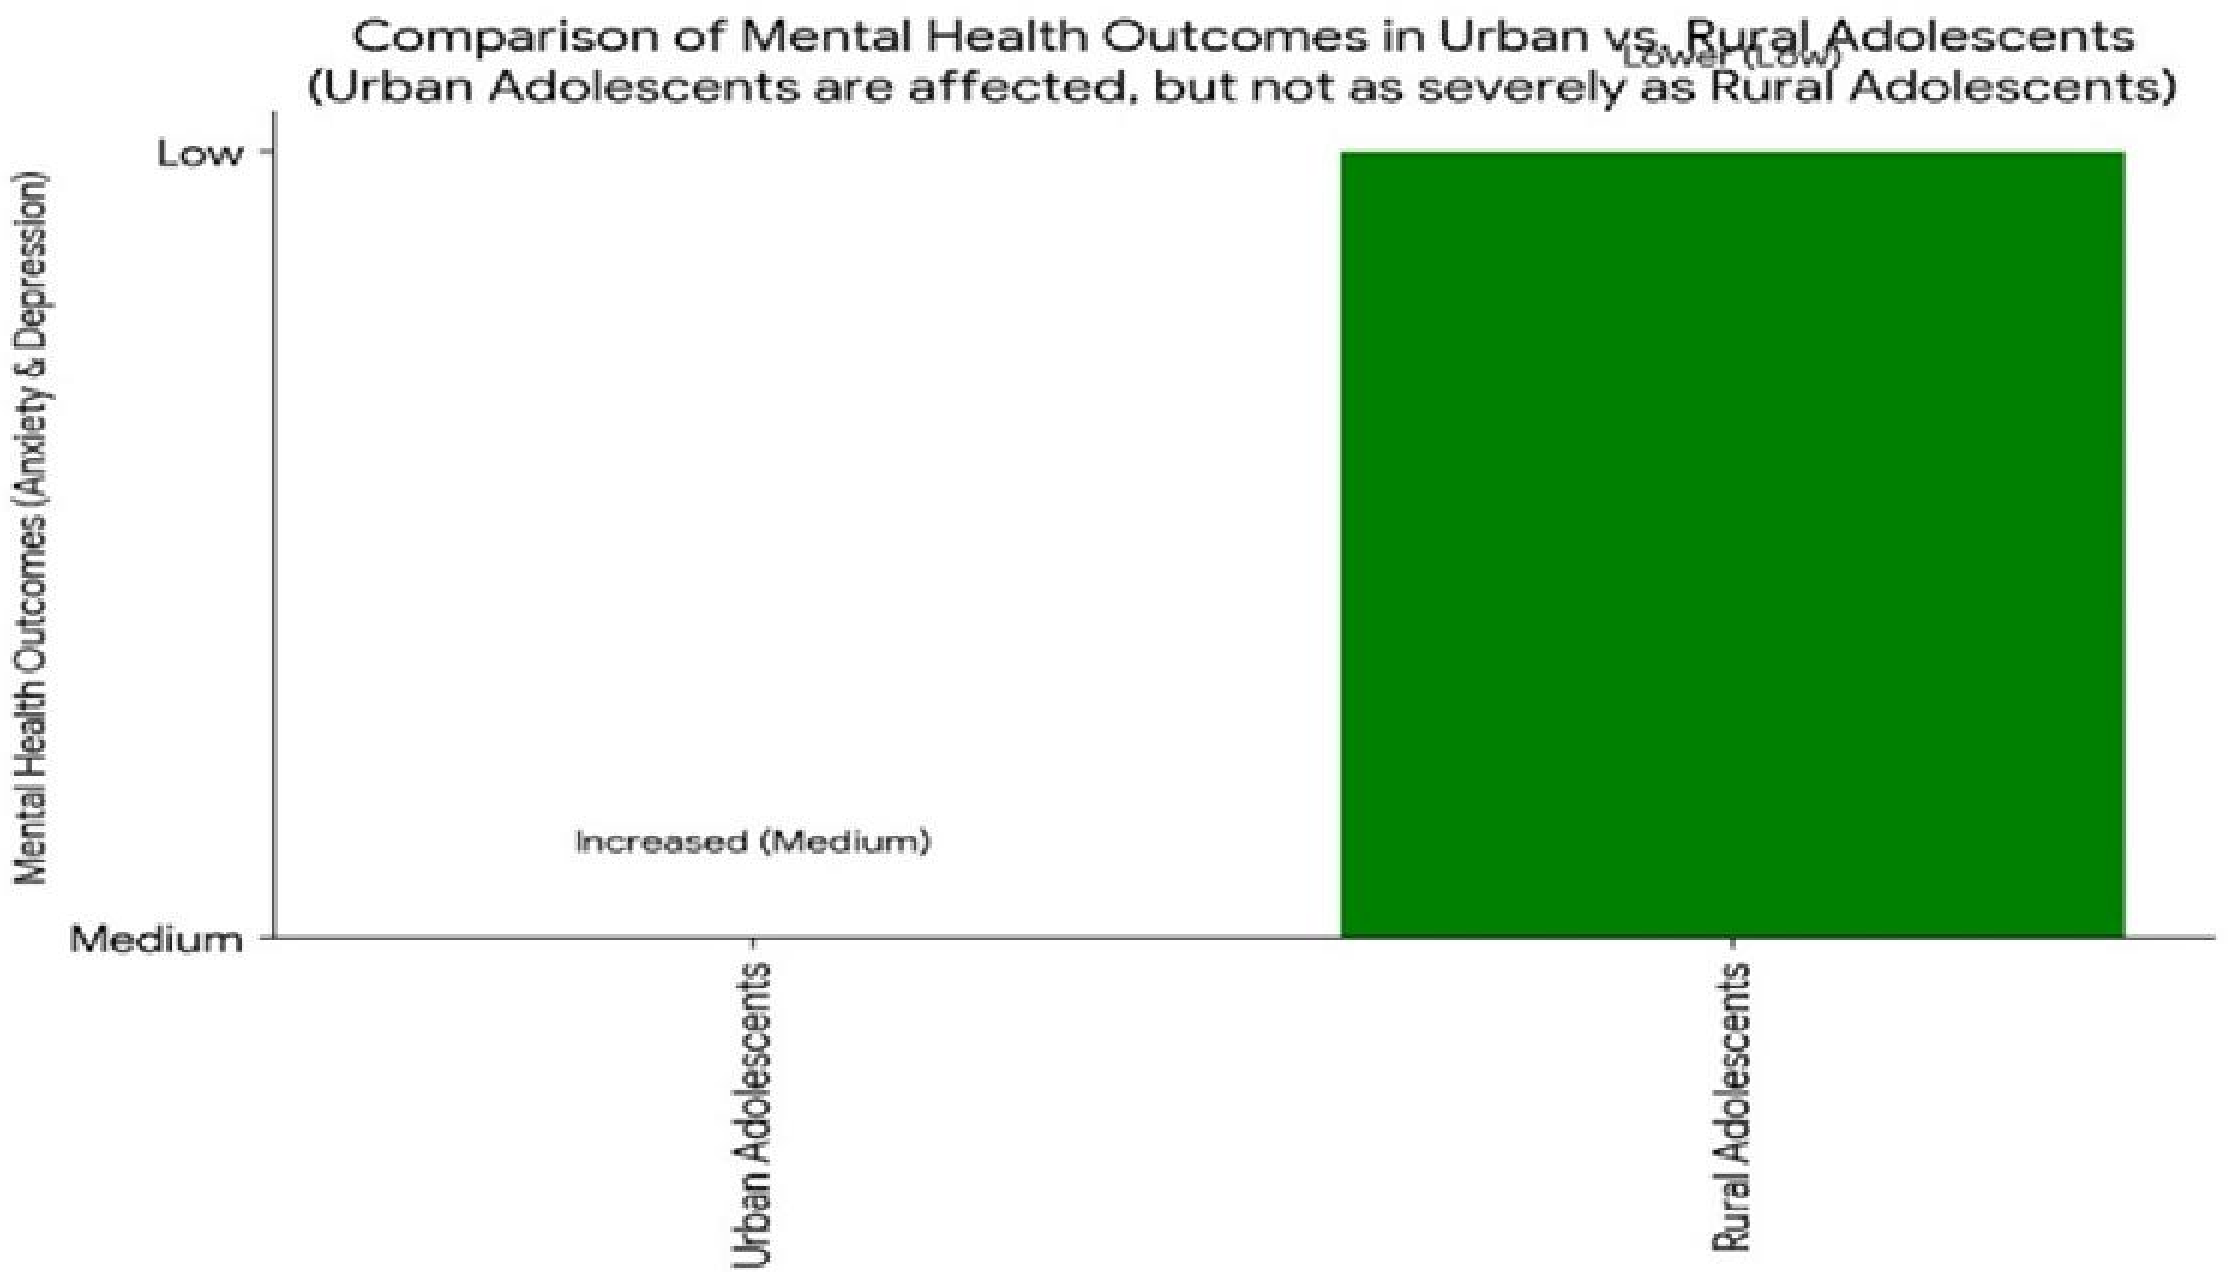 Comparison of Mental Health Outcomes in Urban vs. Rural Adolescents
Lower (Low)
(Urban Adolescents are affected, but not as severely as Rural Adolescents)
Mental Health Outcomes (Anxiety & Depression)
Low
Increased (Medium)
Medium
Urban Adolescents
Rural Adolescents